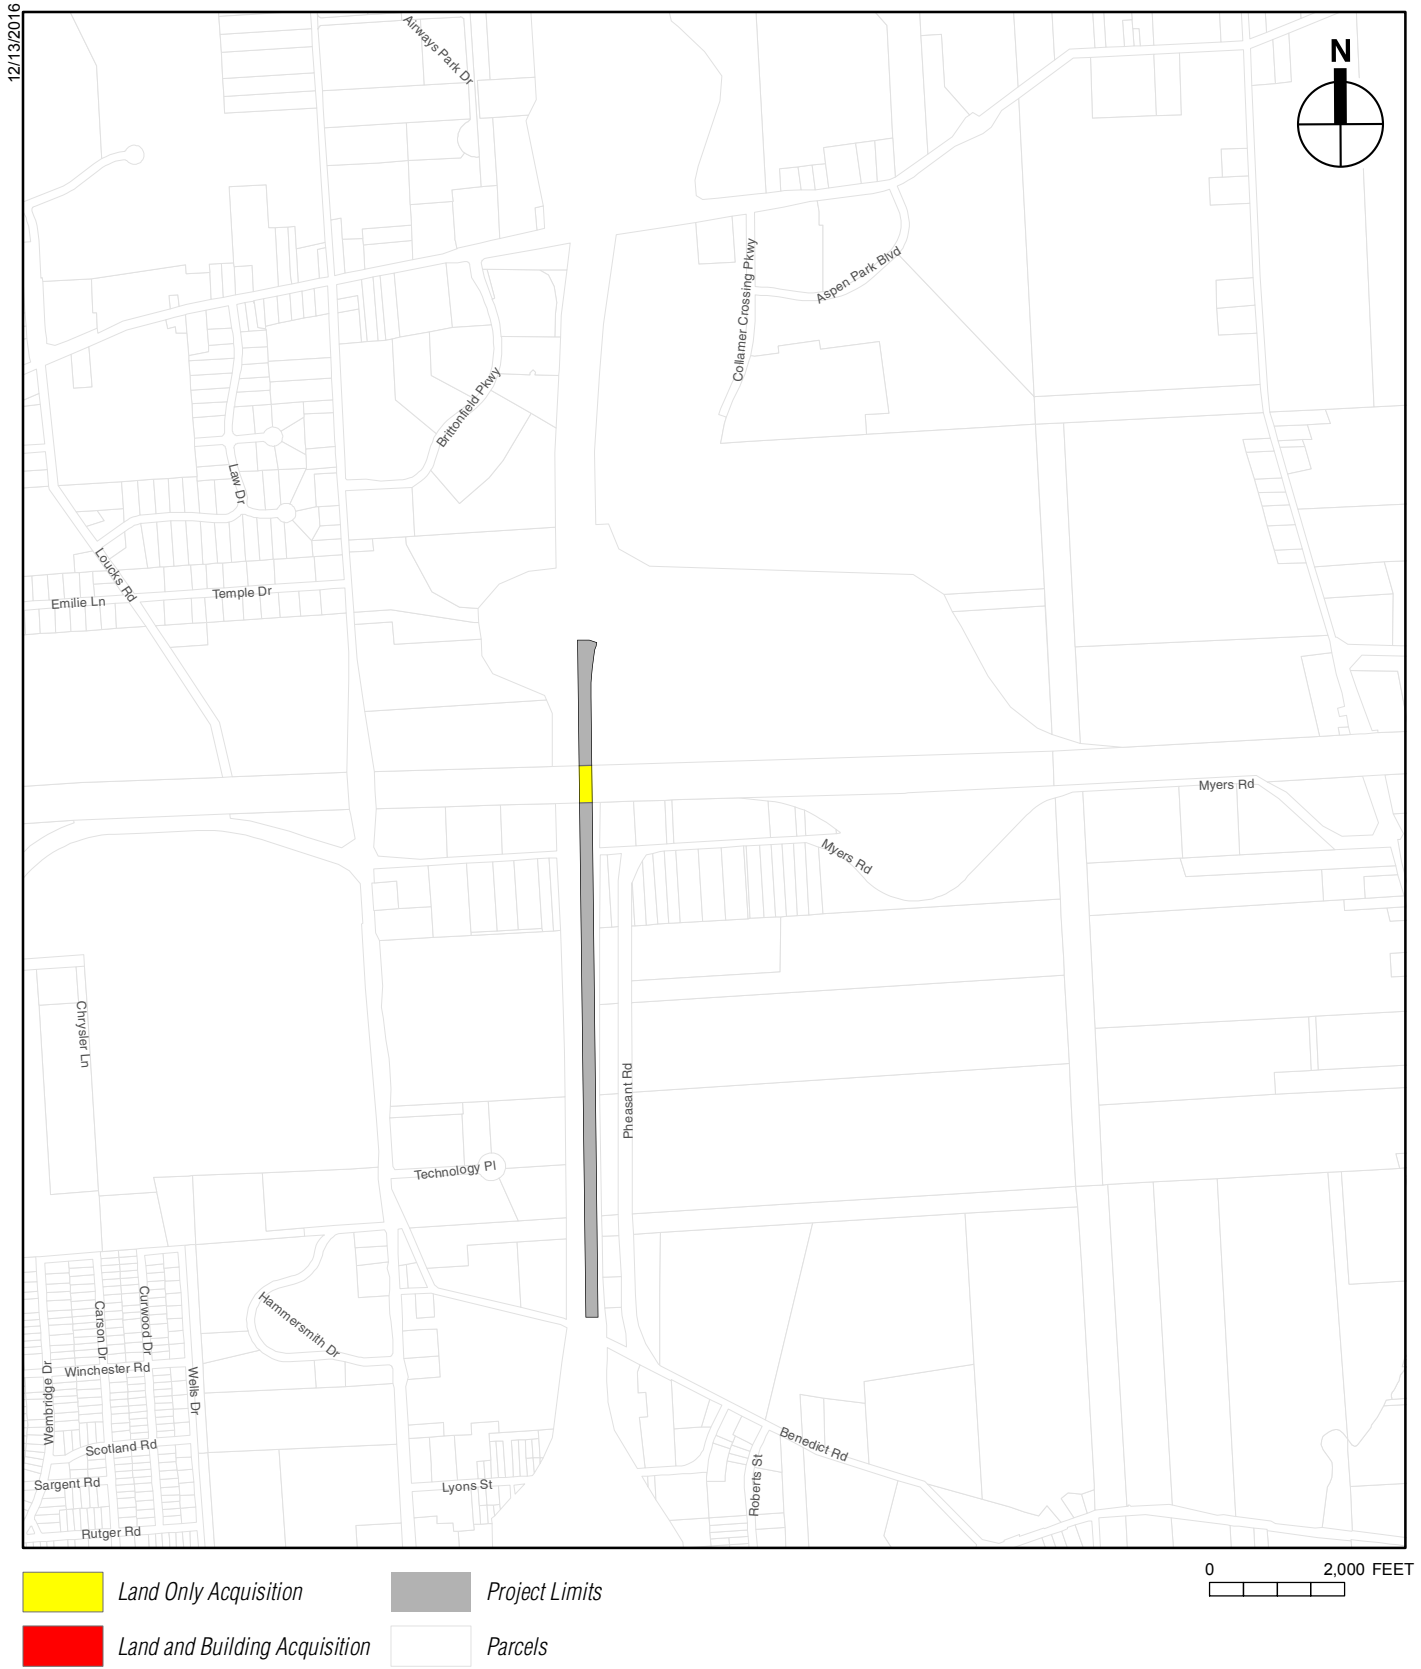 12/13/2016
Airways Park Dr
N
Collamer Crossing Pkwy
Aspen Park Blvd
Brittonfield Pkwy
Law Dr
Loucks Rd
Emilie Ln
Temple Dr
Myers Rd
Myers Rd
Chrysler Ln
Pheasant Rd
Technology Pl
Hammersmith Dr
Carson Dr
Curwood Dr
Winchester Rd
Wembridge Dr
Wells Dr
Scotland Rd
Sargent Rd
Rutger Rd
Lyons St
Roberts St
Benedict Rd
0 2,000 FEET
Land Only Acquisition
Project Limits
Land and Building Acquisition
Parcels